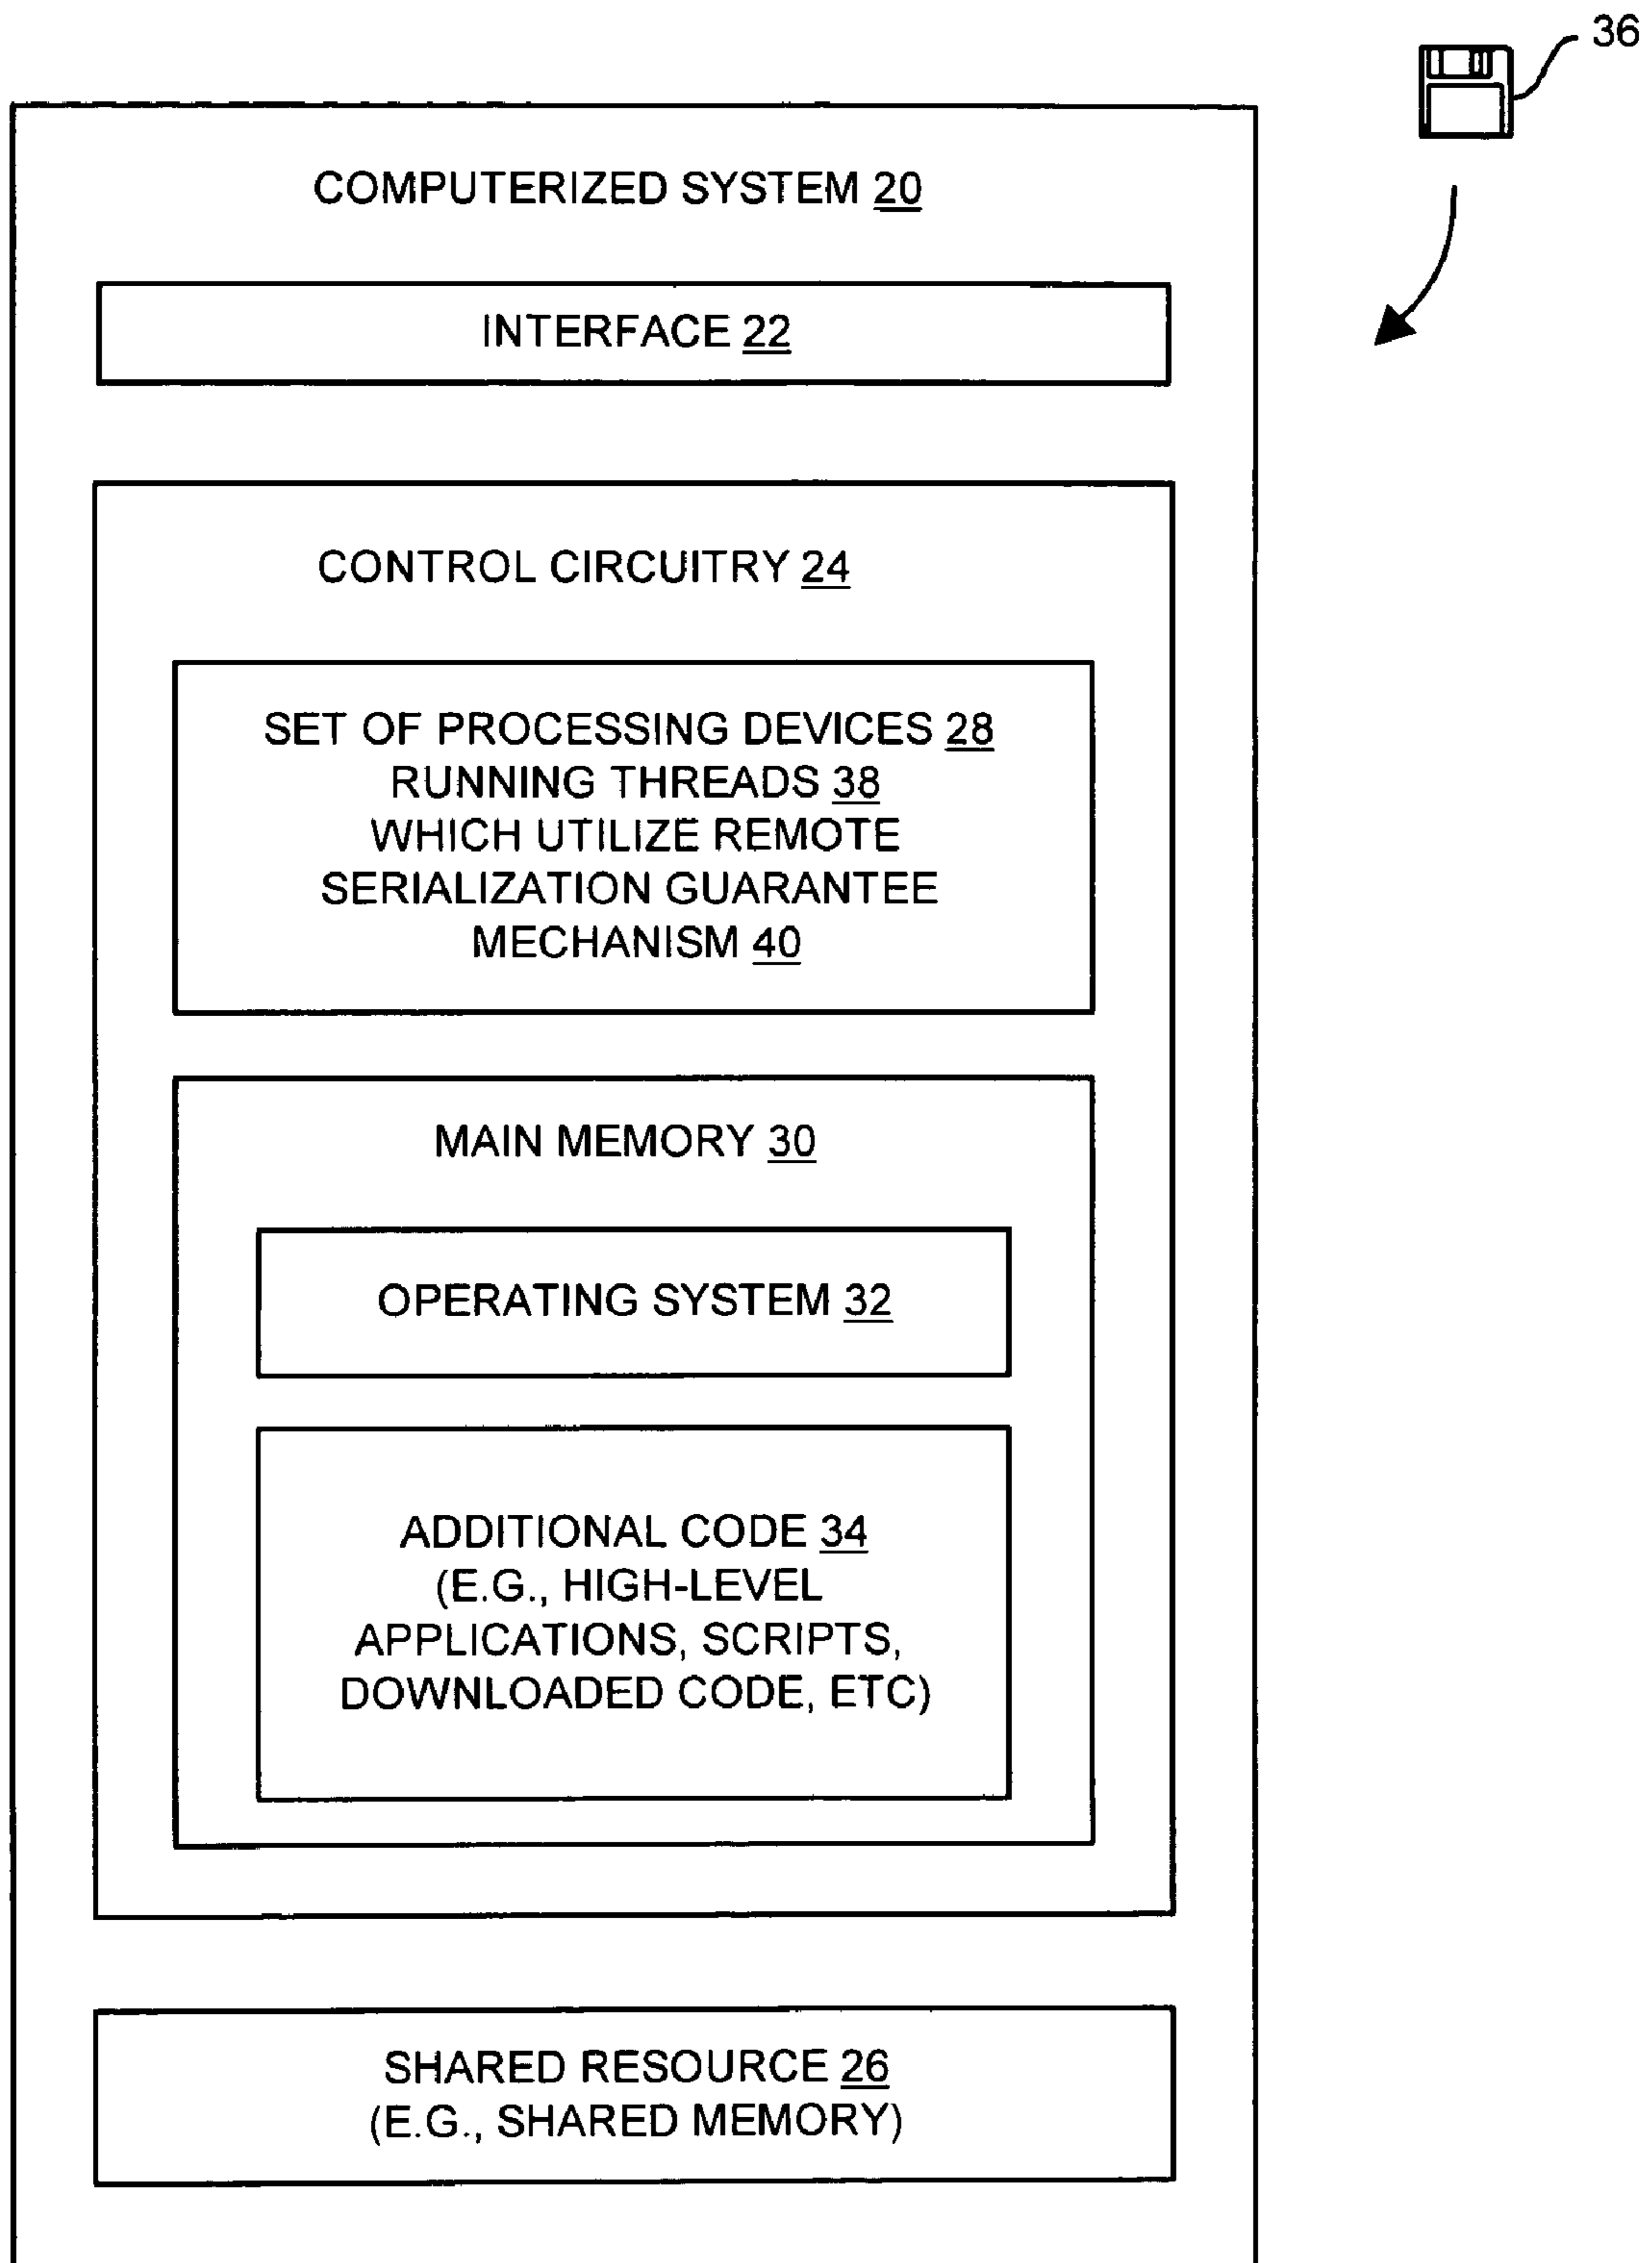 36
COMPUTERIZED SYSTEM 20
INTERFACE 22
CONTROL CIRCUITRY 24
SET OF PROCESSING DEVICES 28
RUNNING THREADS 38
WHICH UTILIZE REMOTE
SERIALIZATION GUARANTEE
MECHANISM 40
MAIN MEMORY 30
OPERATING SYSTEM 32
ADDITIONAL CODE 34
(E.G., HIGH-LEVEL
APPLICATIONS, SCRIPTS,
DOWNLOADED CODE, ETC)
SHARED RESOURCE 26
(E.G., SHARED MEMORY)